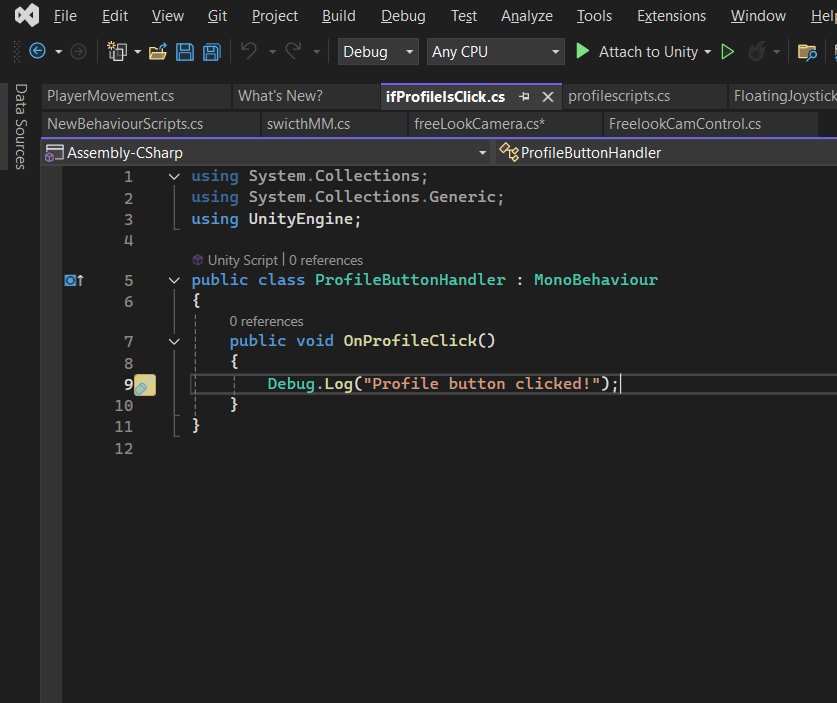 File Edit View Git Project Build Debug Test Analyze Tools Extensions Window Help
Debug Any CPU Attach to Unity
Data Sources
PlayerMovement.cs What's New? ifProfileIsClick.cs profilescripts.cs FloatingJoystick
NewBehaviourScripts.cs swicthMM.cs freeLookCamera.cs* FreelookCamControl.cs
Assembly-CSharp ProfileButtonHandler
1 using System.Collections;
2 using System.Collections.Generic;
3 using UnityEngine;
4
Unity Script | 0 references
5 public class ProfileButtonHandler : MonoBehaviour
6 {
0 references
7 public void OnProfileClick()
8 {
9 Debug.Log("Profile button clicked!");
10 }
11 }
12